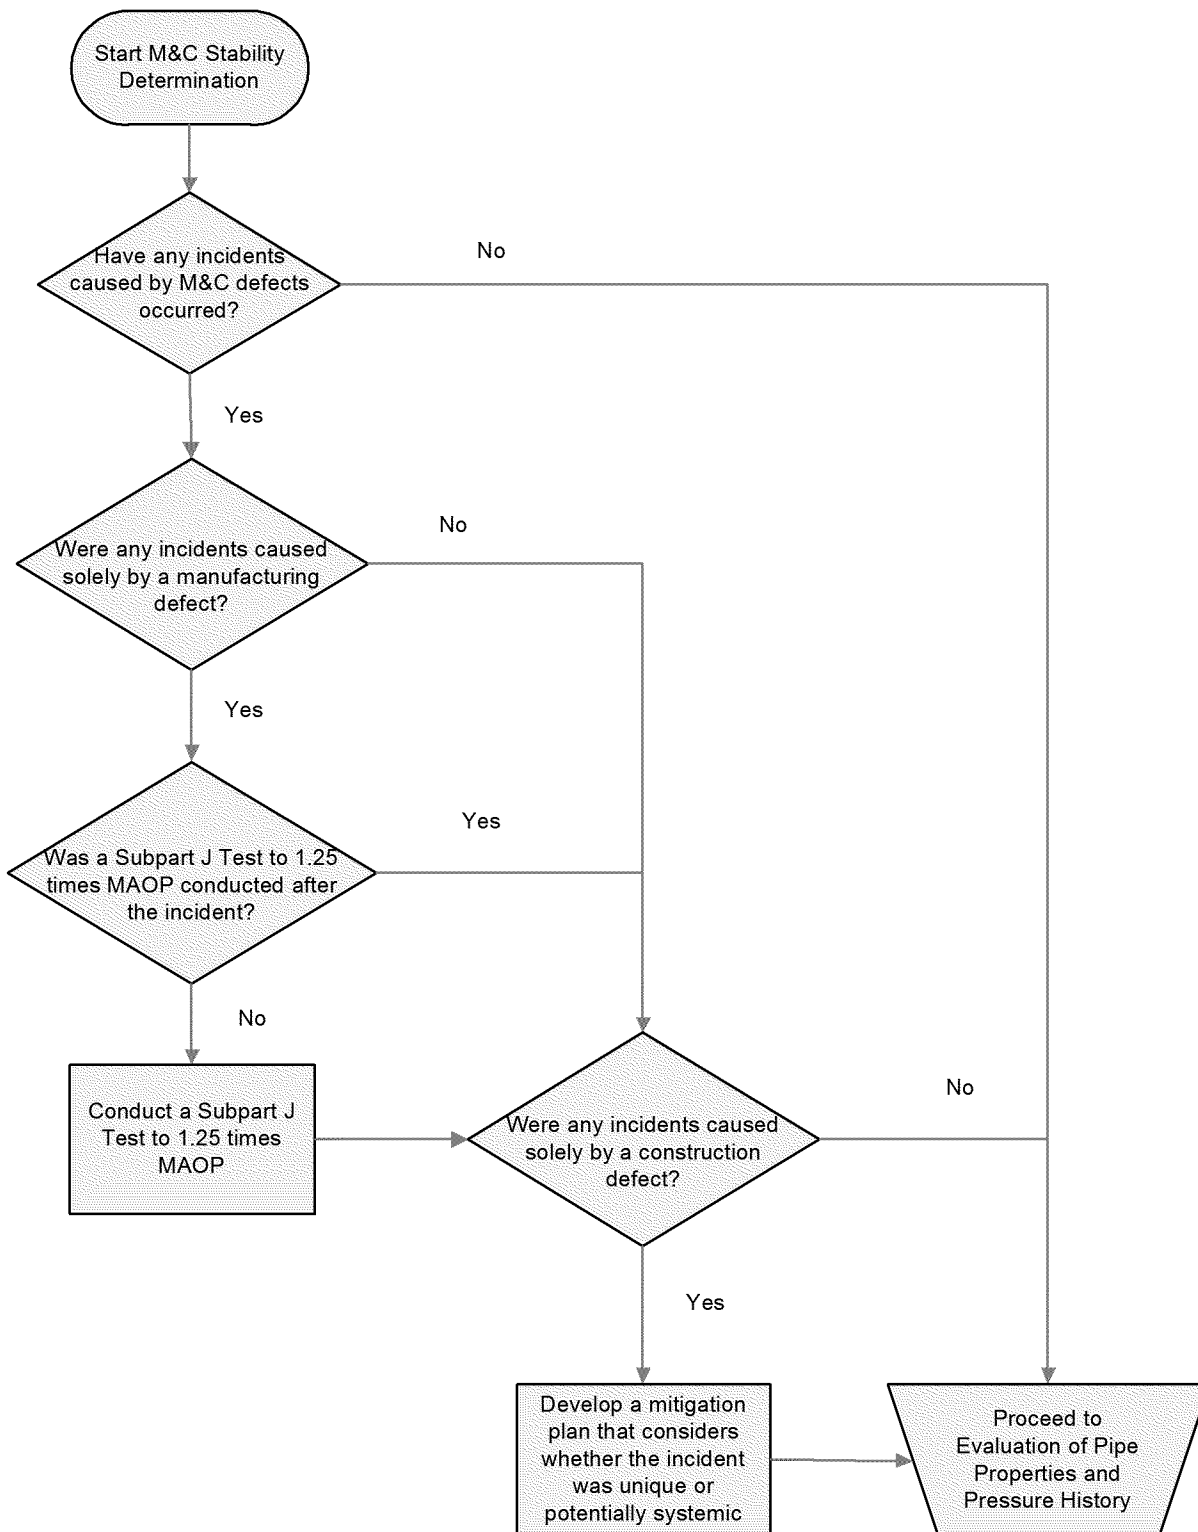 Start M&C Stability
Determination
Have any incidents
caused by M&C defects
occurred?
No
Yes
Were any incidents caused
solely by a manufacturing
defect?
No
Yes
Was a Subpart J Test to 1.25
times MAOP conducted after
the incident?
Yes
No
Conduct a Subpart J
Test to 1.25 times
MAOP
Were any incidents caused
solely by a construction
defect?
No
Yes
Develop a mitigation
plan that considers
whether the incident
was unique or
potentially systemic
Proceed to
Evaluation of Pipe
Properties and
Pressure History